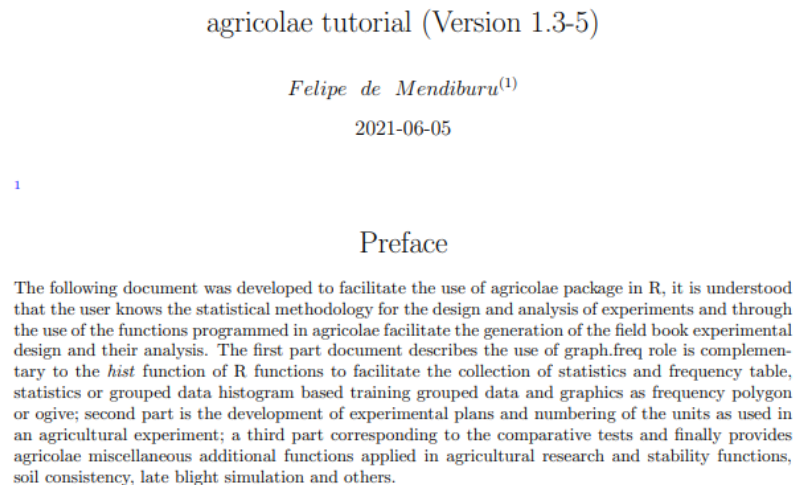 agricolae tutorial (Version 1.3-5)
Felipe de Mendiburu(1)
2021-06-05
1
Preface
The following document was developed to facilitate the use of agricolae package in R, it is understood
that the user knows the statistical methodology for the design and analysis of experiments and through
the use of the functions programmed in agricolae facilitate the generation of the field book experimental
design and their analysis. The first part document describes the use of graph.freq role is complemen-
tary to the hist function of R functions to facilitate the collection of statistics and frequency table,
statistics or grouped data histogram based training grouped data and graphics as frequency polygon
or ogive; second part is the development of experimental plans and numbering of the units as used in
an agricultural experiment; a third part corresponding to the comparative tests and finally provides
agricolae miscellaneous additional functions applied in agricultural research and stability functions,
soil consistency, late blight simulation and others.